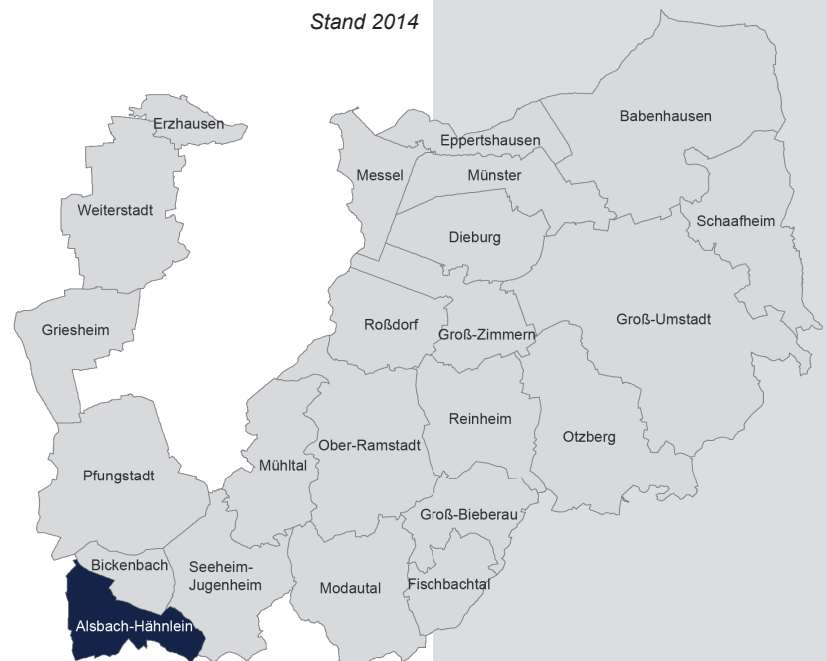 Stand 2014
Babenhausen
Erzhausen
Eppertshausen
Messel
Münster
Weiterstadt
Schaafheim
Dieburg
Griesheim
Roßdorf
Groß-Zimmern
Groß-Umstadt
Reinheim
Otzberg
Ober-Ramstadt
Mühltal
Pfungstadt
Groß-Bieberau
Bickenbach
Seeheim-
Jugenheim
Modautal
Fischbachtal
Alsbach-Hähnlein